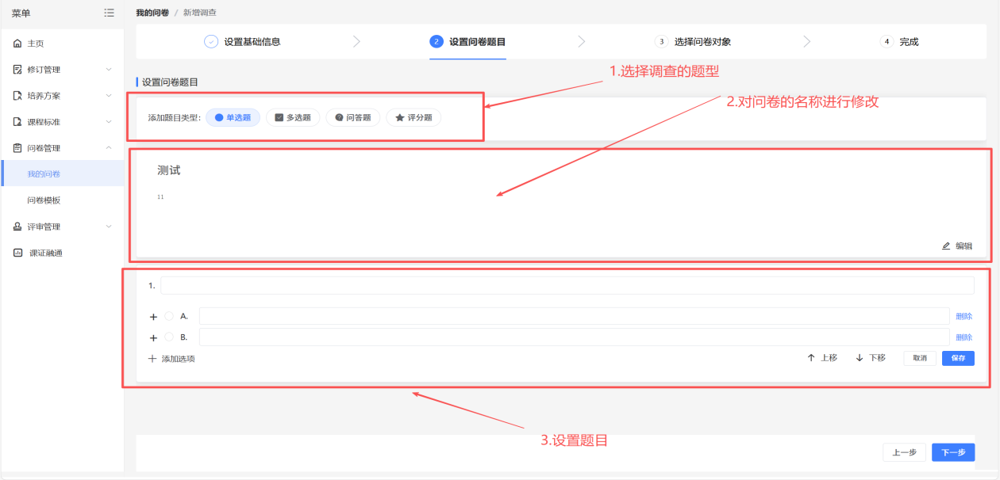 菜单
我的问卷 / 新增调查
主页
修订管理
培养方案
课程标准
问卷管理
我的问卷
问卷模板
评审管理
课证融通
设置基础信息
2 设置问卷题目
3 选择问卷对象
4 完成
设置问卷题目
1.选择调查的题型
2.对问卷的名称进行修改
添加题目类型: 单选题 多选题 问答题 评分题
测试
11
编辑
1.
A. 删除
B. 删除
添加选项 上移 下移 取消 保存
3.设置题目
上一步 下一步